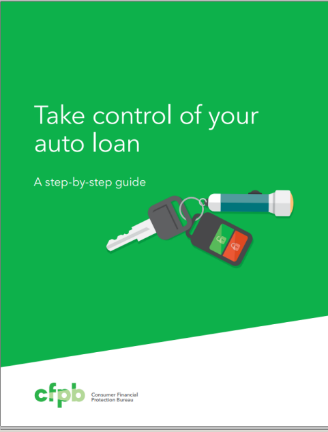 Take control of your
auto loan
A step-by-step guide
cfpb
Consumer Financial
Protection Bureau